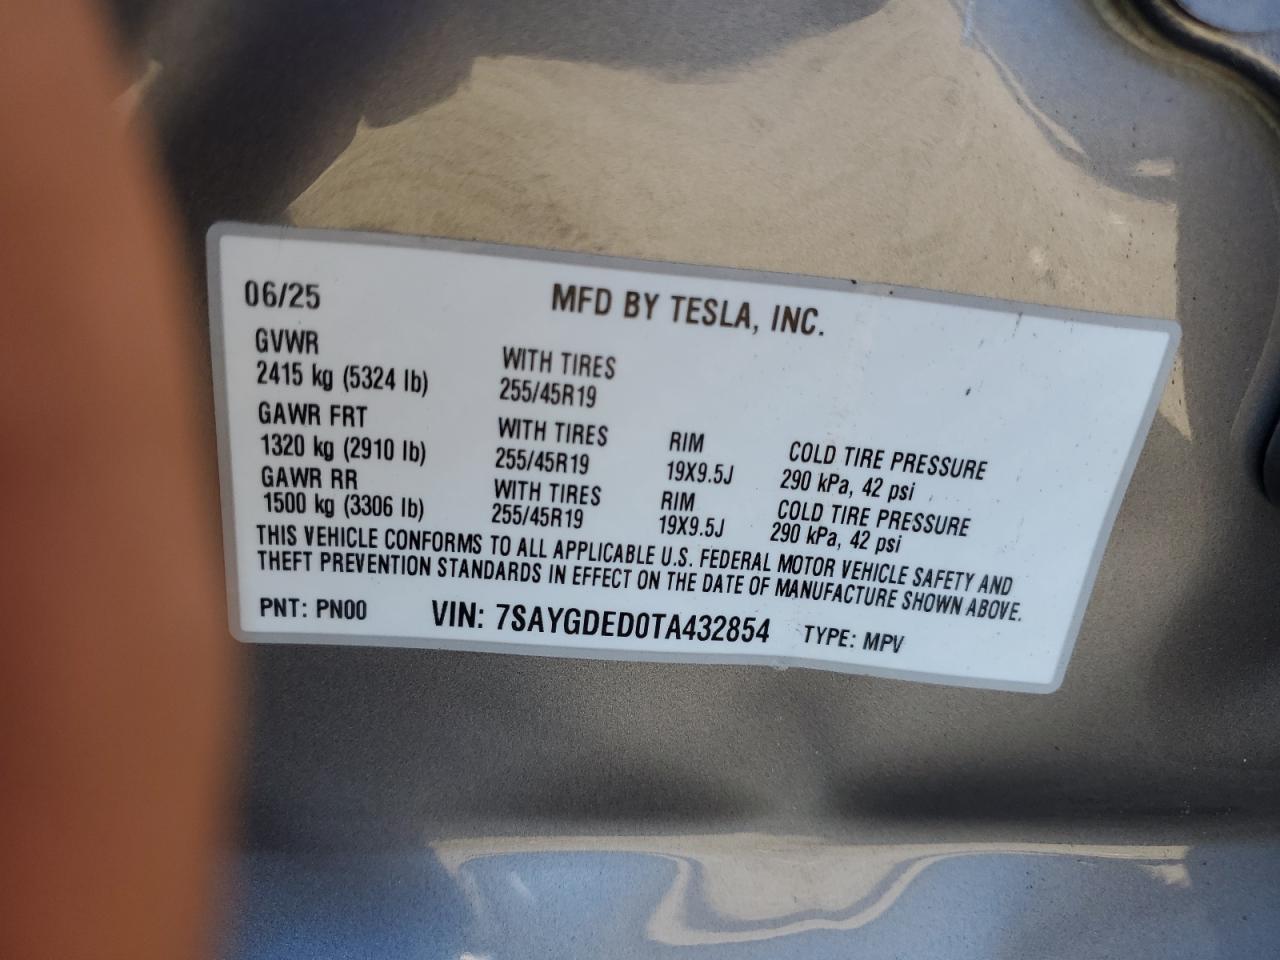 06/25 MFD BY TESLA, INC.
GVWR WITH TIRES
2415 kg (5324 lb) 255/45R19
GAWR FRT WITH TIRES RIM COLD TIRE PRESSURE
1320 kg (2910 lb) 255/45R19 19X9.5J 290 kPa, 42 psi
GAWR RR WITH TIRES RIM COLD TIRE PRESSURE
1500 kg (3306 lb) 255/45R19 19X9.5J 290 kPa, 42 psi
THIS VEHICLE CONFORMS TO ALL APPLICABLE U.S. FEDERAL MOTOR VEHICLE SAFETY AND
THEFT PREVENTION STANDARDS IN EFFECT ON THE DATE OF MANUFACTURE SHOWN ABOVE.
PNT: PN00 VIN: 7SAYGDED0TA432854 TYPE: MPV